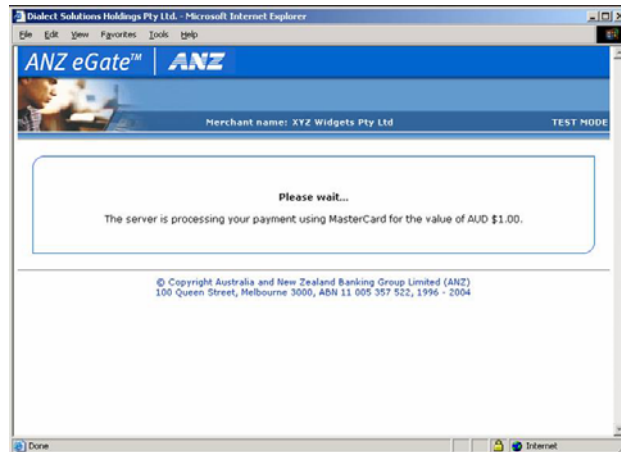 Dialect Solutions Holdings Pty Ltd. - Microsoft Internet Explorer
File Edit View Favorites Tools Help
ANZ eGate™ ANZ
Merchant name: XYZ Widgets Pty Ltd TEST MODE
Please wait...
The server is processing your payment using MasterCard for the value of AUD $1.00.
© Copyright Australia and New Zealand Banking Group Limited (ANZ)
100 Queen Street, Melbourne 3000, ABN 11 005 357 522, 1996 - 2004
Done Internet